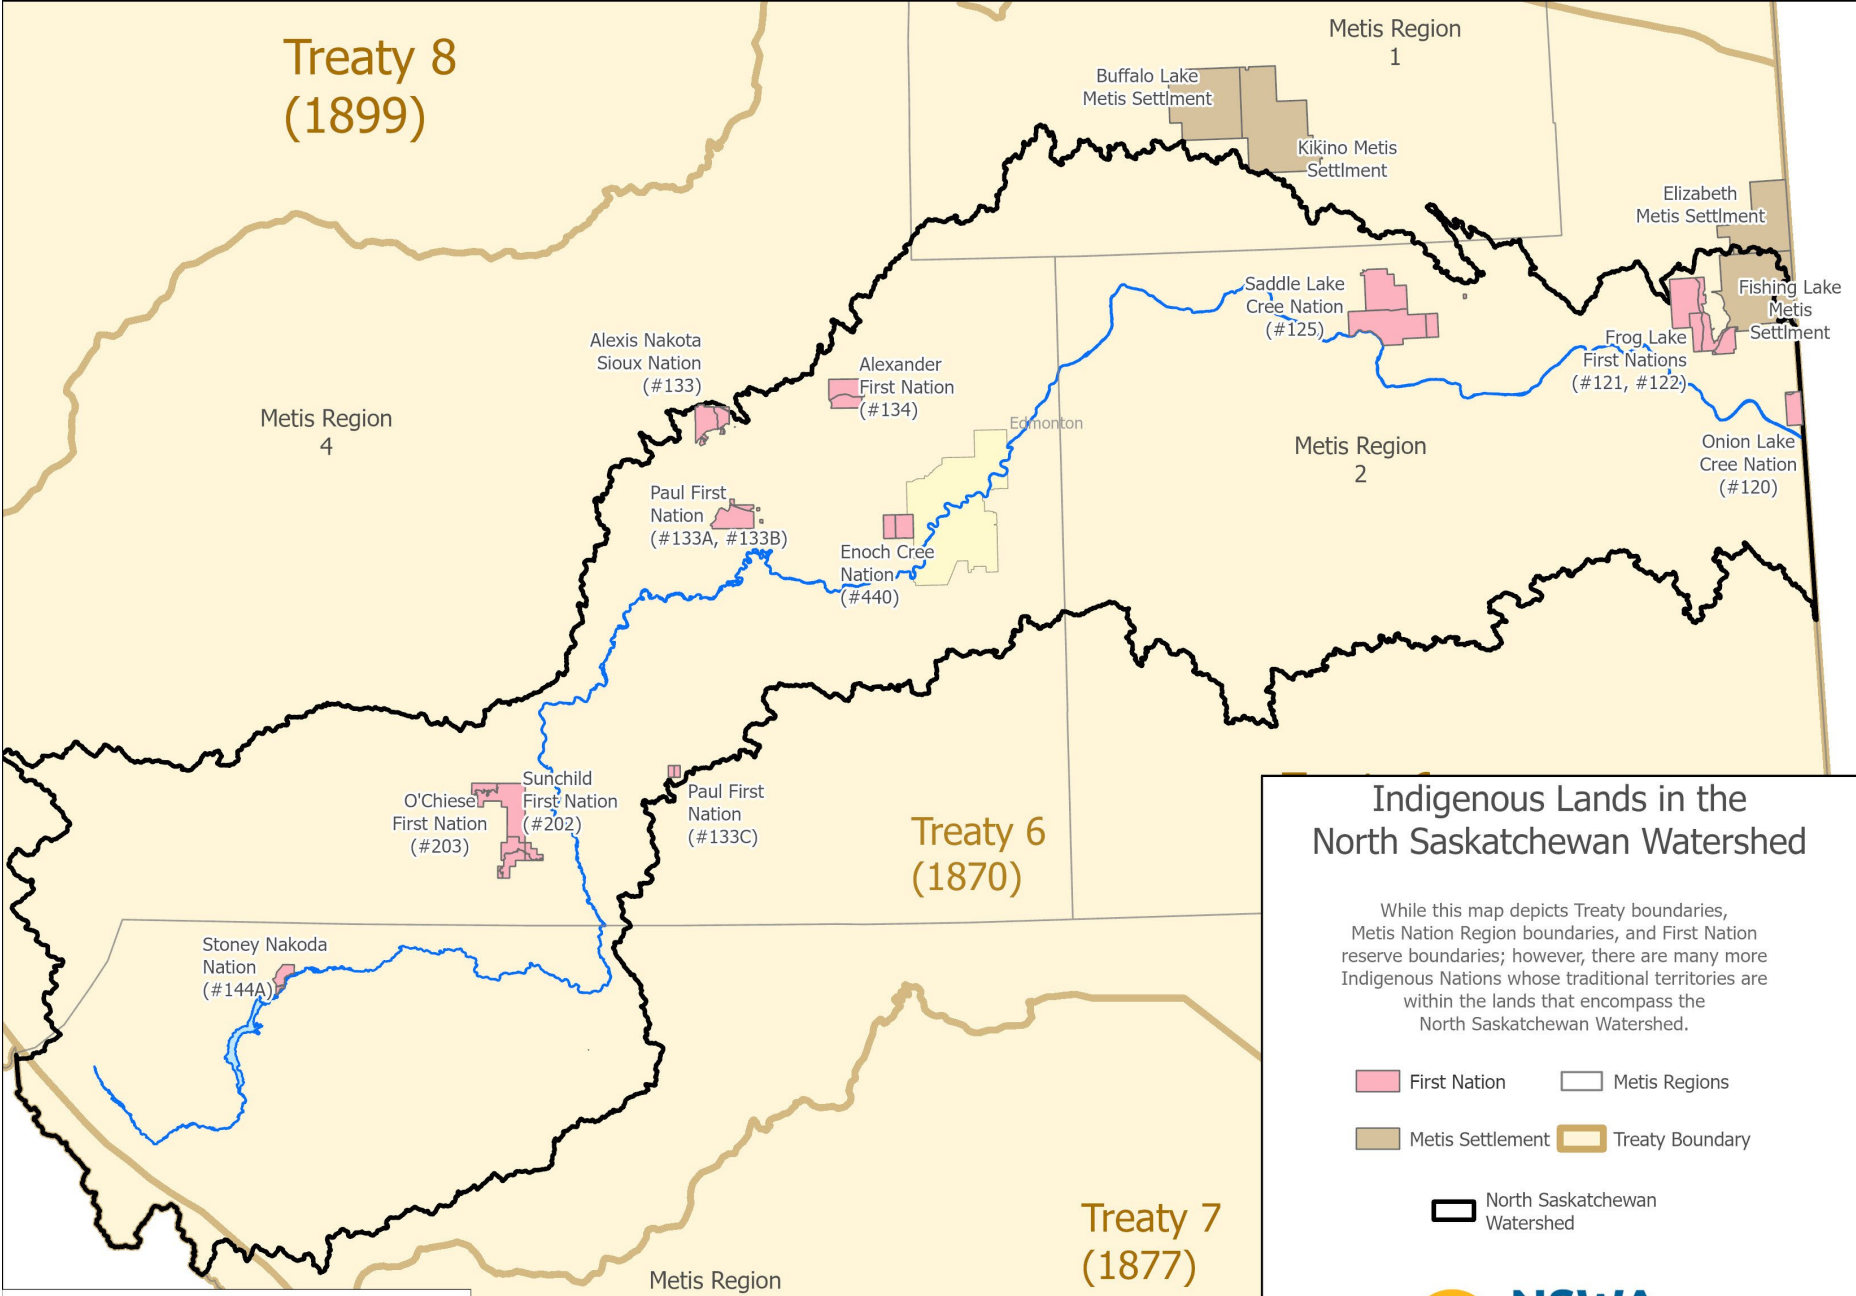 Treaty 8
(1899)
Metis Region
1
Buffalo Lake
Metis Settlment
Kikino Metis
Settlment
Elizabeth
Metis Settlment
Saddle Lake
Cree Nation
(#125)
Fishing Lake
Metis
Settlment
Frog Lake
First Nations
(#121, #122)
Alexis Nakota
Sioux Nation
(#133)
Alexander
First Nation
(#134)
Metis Region
4
Edmonton
Metis Region
2
Onion Lake
Cree Nation
(#120)
Paul First
Nation
(#133A, #133B)
Enoch Cree
Nation
(#440)
Sunchild
First Nation
(#202)
O'Chiese
First Nation
(#203)
Paul First
Nation
(#133C)
Treaty 6
(1870)
Stoney Nakoda
Nation
(#144A)
Treaty 7
(1877)
Metis Region
Indigenous Lands in the
North Saskatchewan Watershed
While this map depicts Treaty boundaries,
Metis Nation Region boundaries, and First Nation
reserve boundaries; however, there are many more
Indigenous Nations whose traditional territories are
within the lands that encompass the
North Saskatchewan Watershed.
First Nation
Metis Regions
Metis Settlement
Treaty Boundary
North Saskatchewan
Watershed
NSWA